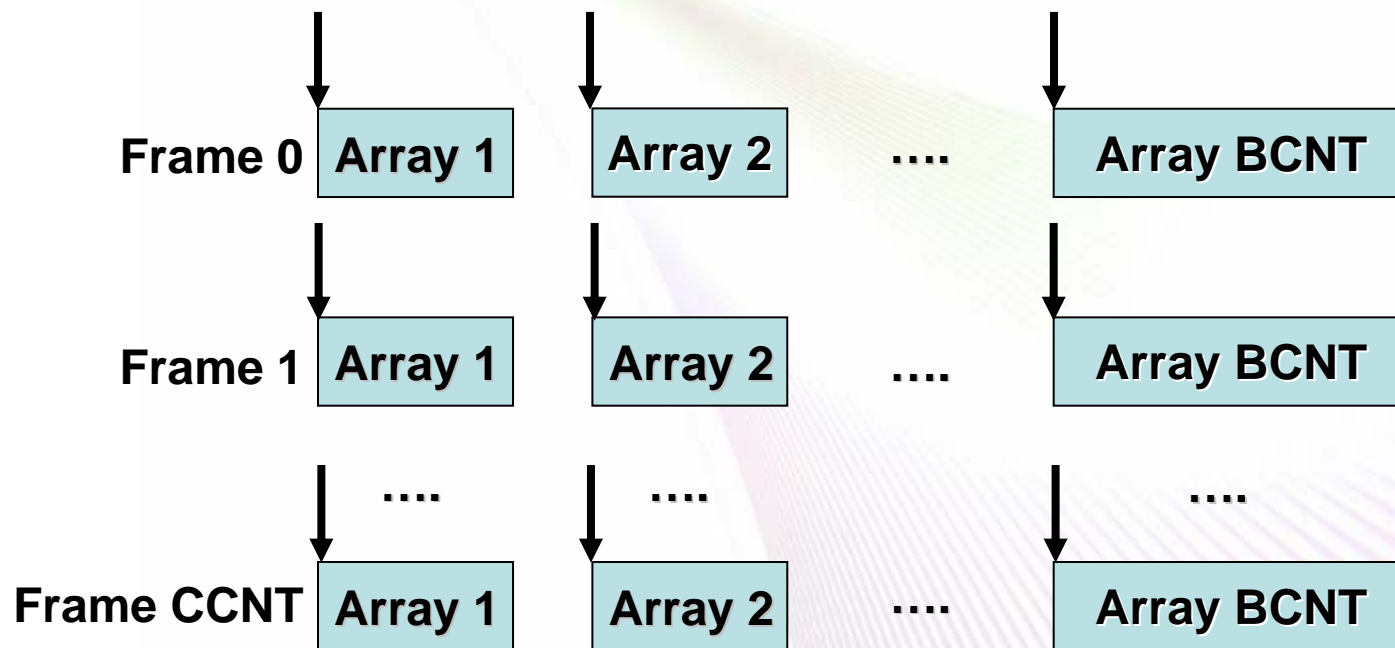 Frame 0 Array 1 Array 2 .... Array BCNT
Frame 1 Array 1 Array 2 .... Array BCNT
.... .... ....
Frame CCNT Array 1 Array 2 .... Array BCNT